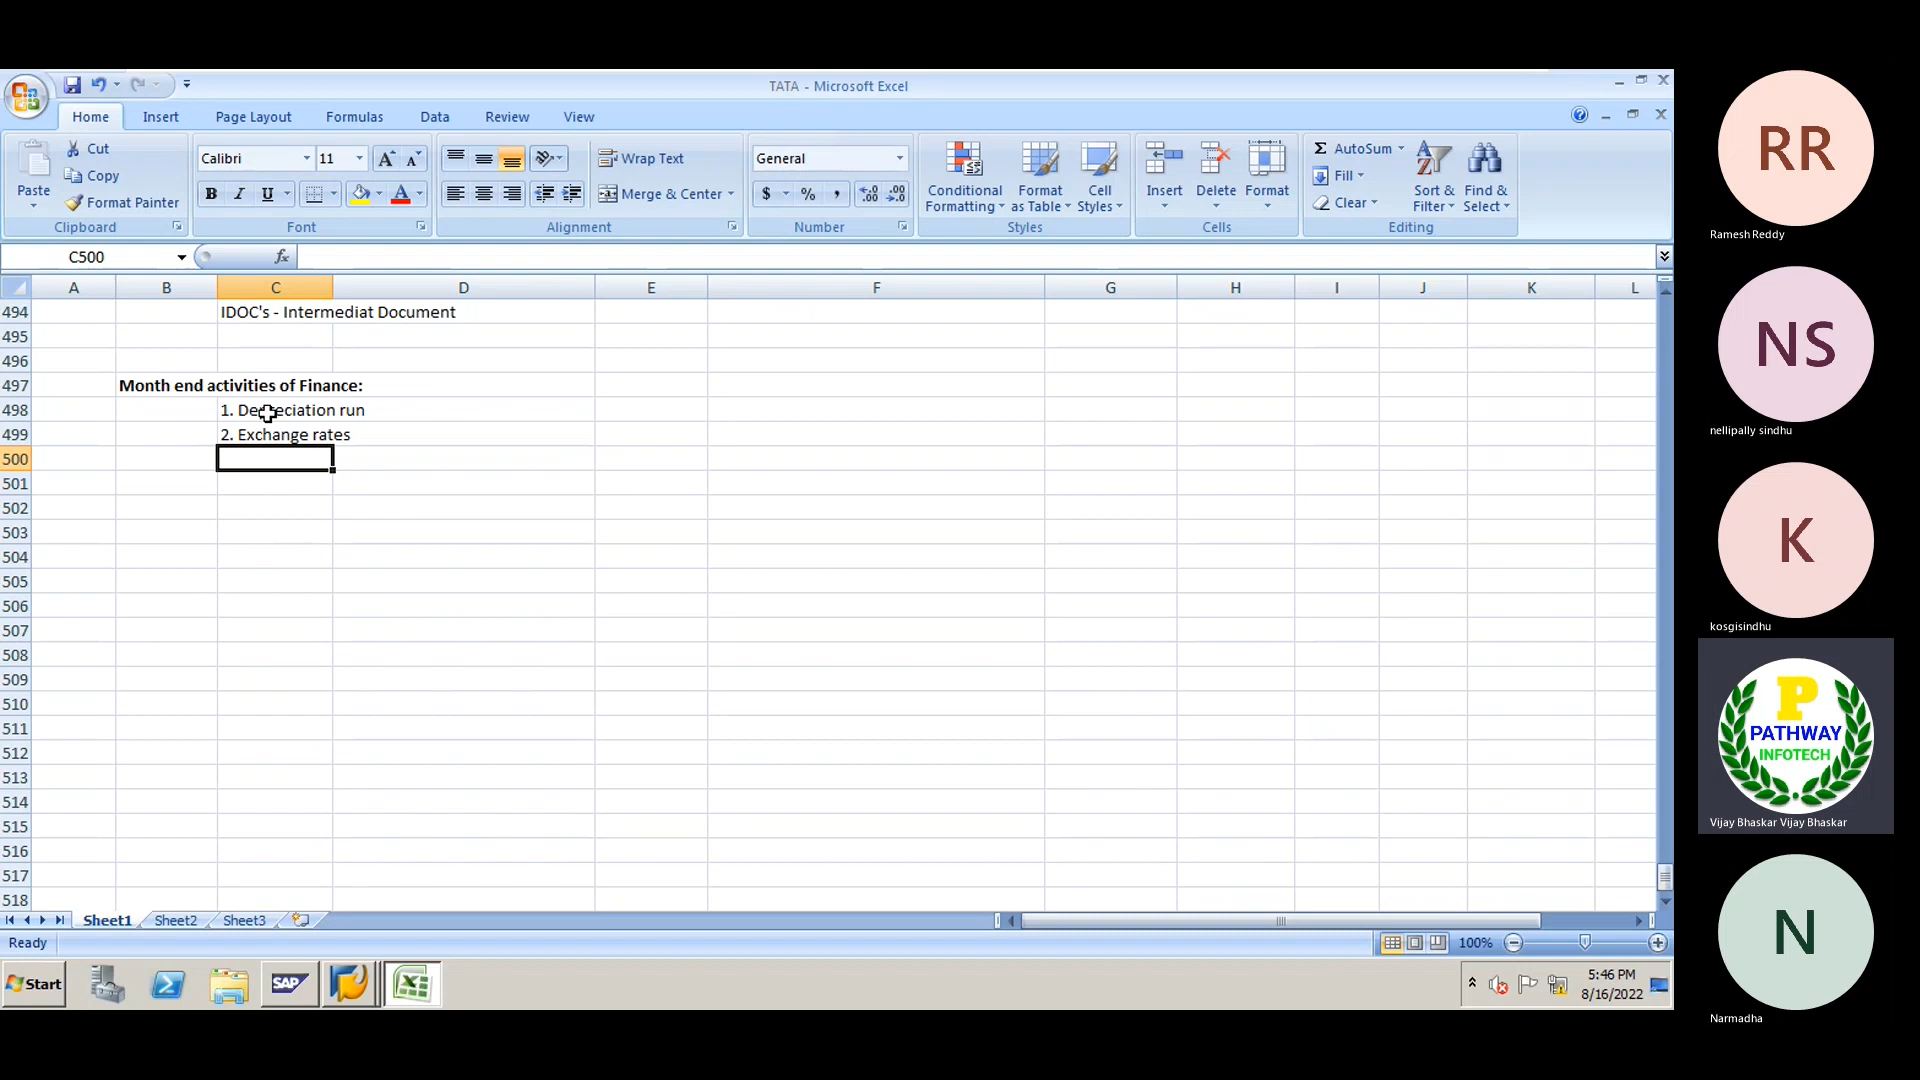 TATA - Microsoft Excel
Home Insert Page Layout Formulas Data Review View
Paste
Cut
Copy
Format Painter
Clipboard
Calibri 11
B I U
Font
Wrap Text
Merge & Center
Alignment
General
$ % ,
Number
Conditional Formatting
Format as Table
Cell Styles
Styles
Insert Delete Format
Cells
AutoSum
Fill
Clear
Sort & Filter
Find & Select
Editing
C500 fx
A B C D E F G H I J K L
494 IDOC's - Intermediat Document
495
496
497 Month end activities of Finance:
498 1. Depreciation run
499 2. Exchange rates
500
501
502
503
504
505
506
507
508
509
510
511
512
513
514
515
516
517
518
Sheet1 Sheet2 Sheet3
Ready 100%
Start SAP
5:46 PM
8/16/2022
RR
Ramesh Reddy
NS
nellipally sindhu
K
kosgisindhu
P
PATHWAY
INFOTECH
Vijay Bhaskar Vijay Bhaskar
N
Narmadha